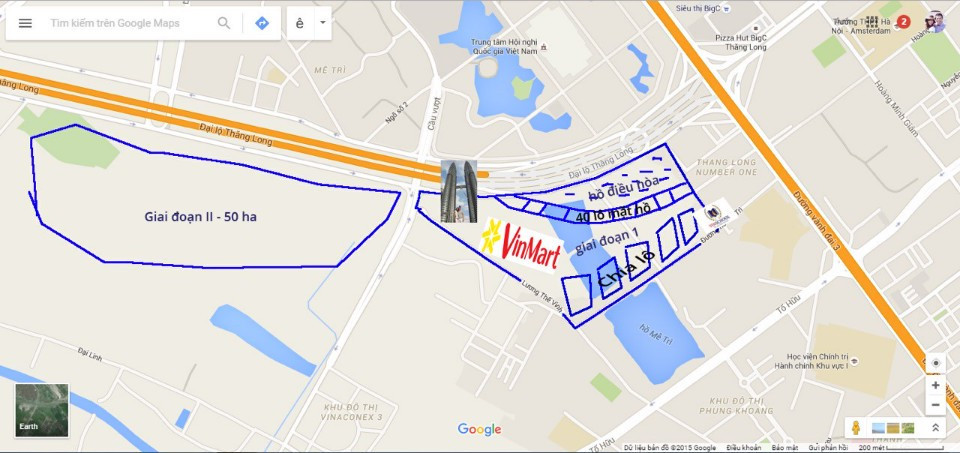 Tìm kiếm trên Google Maps
ê
Siêu thị BigC
Pizza Hut BigC
Thăng Long
Trường THPT Hà
Nội - Amsterdam
2
Trung tâm Hội nghị
Quốc gia Việt Nam
MỄ TRÌ
Ngõ số 2
Cầu vượt
Hoàng Minh Giám
Thăng Long
Đại lộ Thăng Long
Đại lộ Thăng Long
THANG LONG
NUMBER ONE
Đường vành đai 3
hồ điều hòa
40 lô mặt hồ
giai đoạn 1
Chia lô
Giai đoạn II - 50 ha
VinMart
Lương Thế Vinh
Tố Hữu
hồ Mễ Trì
Đại Linh
Học viện Chính trị
Hành chính Khu vực I
KHU ĐÔ THỊ
VINACONEX 3
KHU ĐÔ THỊ
PHÙNG KHOANG
Tố Hữu
Earth
Google
Dữ liệu bản đồ ©2015 Google Điều khoản Bảo mật Gửi phản hồi 200 mét